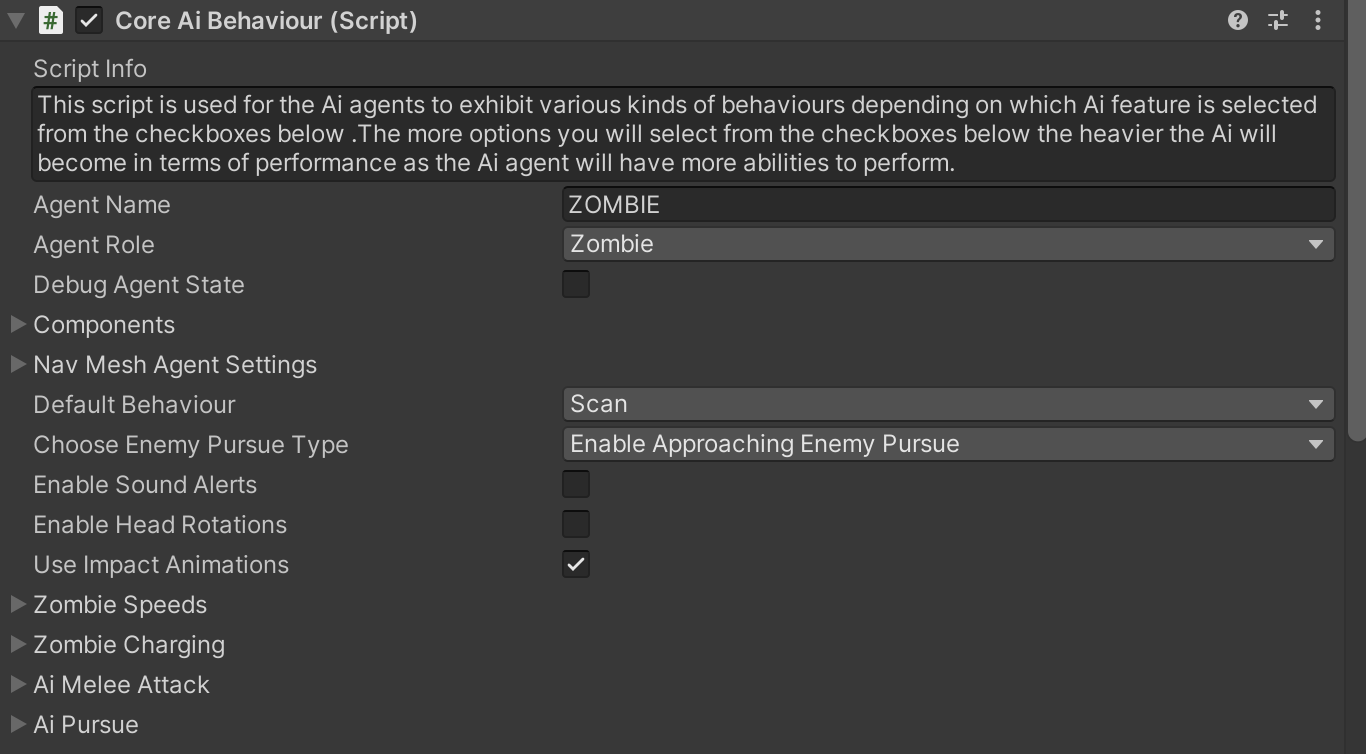 Core Ai Behaviour (Script)
Script Info
This script is used for the Ai agents to exhibit various kinds of behaviours depending on which Ai feature is selected
from the checkboxes below .The more options you will select from the checkboxes below the heavier the Ai will
become in terms of performance as the Ai agent will have more abilities to perform.
Agent Name ZOMBIE
Agent Role Zombie
Debug Agent State
Components
Nav Mesh Agent Settings
Default Behaviour Scan
Choose Enemy Pursue Type Enable Approaching Enemy Pursue
Enable Sound Alerts
Enable Head Rotations
Use Impact Animations
Zombie Speeds
Zombie Charging
Ai Melee Attack
Ai Pursue